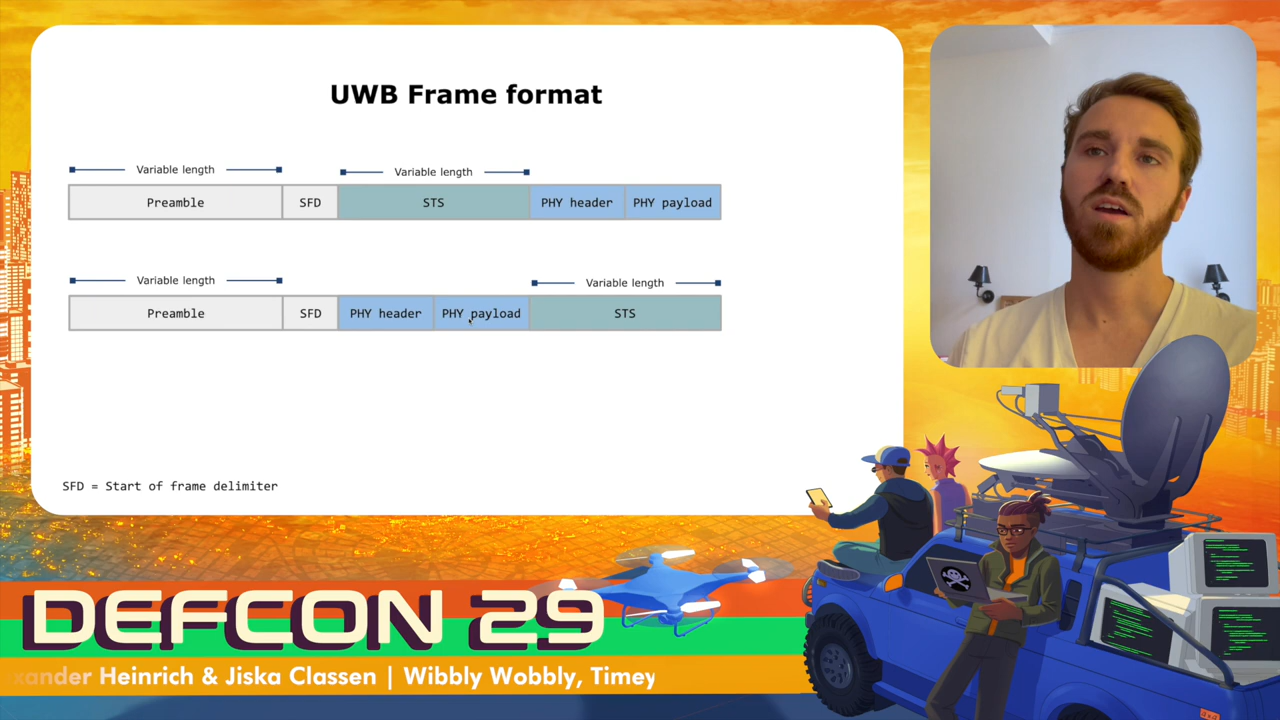 UWB Frame format
Variable length
Variable length
Preamble SFD STS PHY header PHY payload
Variable length
Variable length
Preamble SFD PHY header PHY payload STS
SFD = Start of frame delimiter
DEFCON 29
xander Heinrich & Jiska Classen | Wibbly Wobbly, Timey